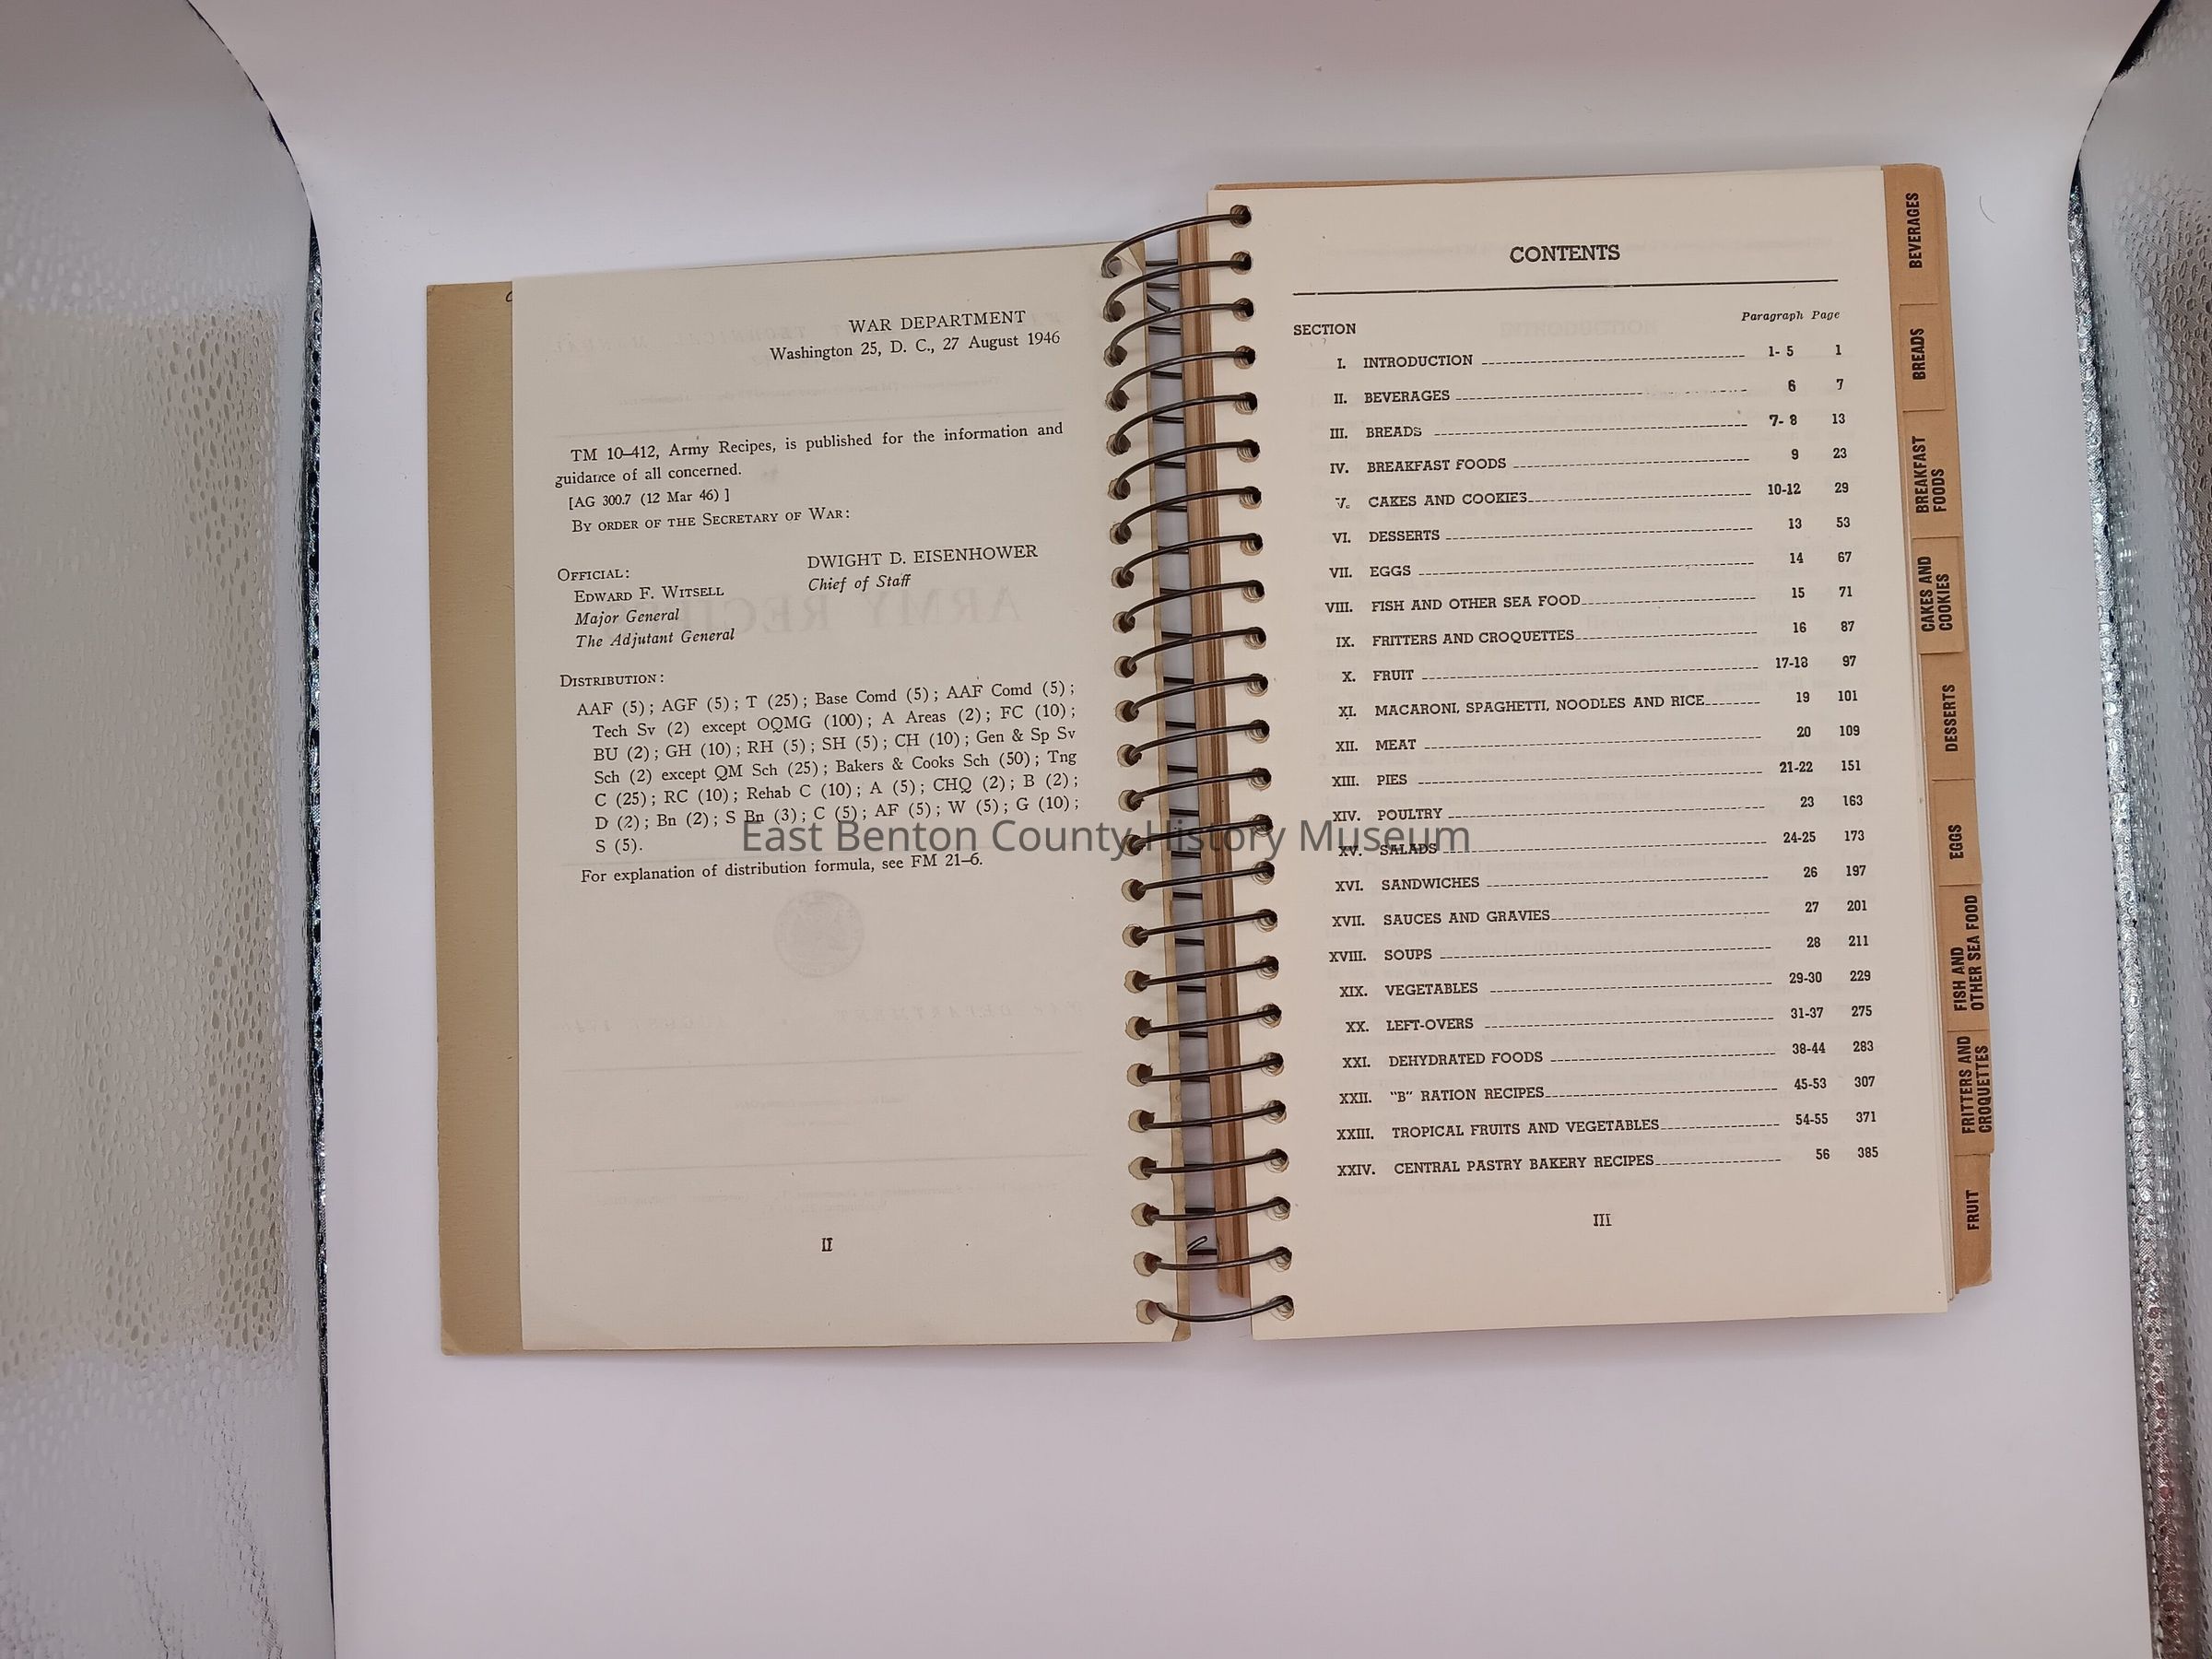 WAR DEPARTMENT
Washington 25, D. C., 27 August 1946
TM 10–412, Army Recipes, is published for the information and
guidance of all concerned.
[AG 300.7 (12 Mar 46) ]
By order of the Secretary of War:
DWIGHT D. EISENHOWER
Chief of Staff
Official:
Edward F. Witsell
Major General
The Adjutant General
Distribution:
AAF (5); AGF (5); T (25); Base Comd (5); AAF Comd (5);
Tech Sv (2) except OQMG (100); A Areas (2); FC (10);
BU (2); GH (10); RH (5); SH (5); CH (10); Gen & Sp Sv
Sch (2) except QM Sch (25); Bakers & Cooks Sch (50); Tng
C (25); RC (10); Rehab C (10); A (5); CHQ (2); B (2);
D (2); Bn (2); S Bn (3); C (5); AF (5); W (5); G (10);
S (5).
For explanation of distribution formula, see FM 21–6.
II
CONTENTS
Paragraph Page
SECTION
I. INTRODUCTION 1- 5 1
II. BEVERAGES 6 7
III. BREADS 7- 8 13
IV. BREAKFAST FOODS 9 23
V. CAKES AND COOKIES 10-12 29
VI. DESSERTS 13 53
VII. EGGS 14 67
VIII. FISH AND OTHER SEA FOOD 15 71
IX. FRITTERS AND CROQUETTES 16 87
X. FRUIT 17-18 97
XI. MACARONI, SPAGHETTI, NOODLES AND RICE 19 101
XII. MEAT 20 109
XIII. PIES 21-22 151
XIV. POULTRY 23 163
XV. SALADS 24-25 173
XVI. SANDWICHES 26 197
XVII. SAUCES AND GRAVIES 27 201
XVIII. SOUPS 28 211
XIX. VEGETABLES 29-30 229
XX. LEFT-OVERS 31-37 275
XXI. DEHYDRATED FOODS 38-44 283
XXII. "B" RATION RECIPES 45-53 307
XXIII. TROPICAL FRUITS AND VEGETABLES 54-55 371
XXIV. CENTRAL PASTRY BAKERY RECIPES 56 385
III
BEVERAGES
BREADS
BREAKFAST
FOODS
CAKES AND
COOKIES
DESSERTS
EGGS
FISH AND
OTHER SEA FOOD
FRITTERS AND
CROQUETTES
FRUIT
East Benton County History Museum